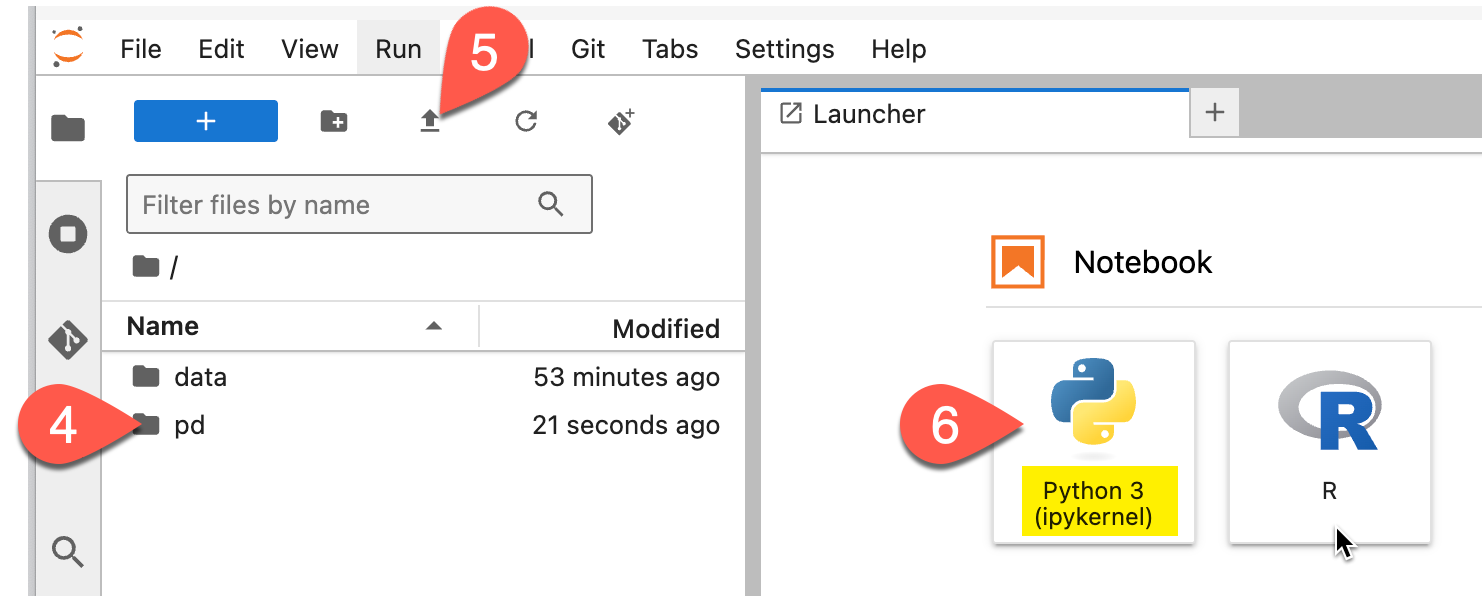 File Edit View Run l Git Tabs Settings Help
5
+
Launcher
+
Filter files by name
/
Notebook
Name Modified
data 53 minutes ago
4 pd 21 seconds ago
6
R
Python 3
(ipykernel)
R